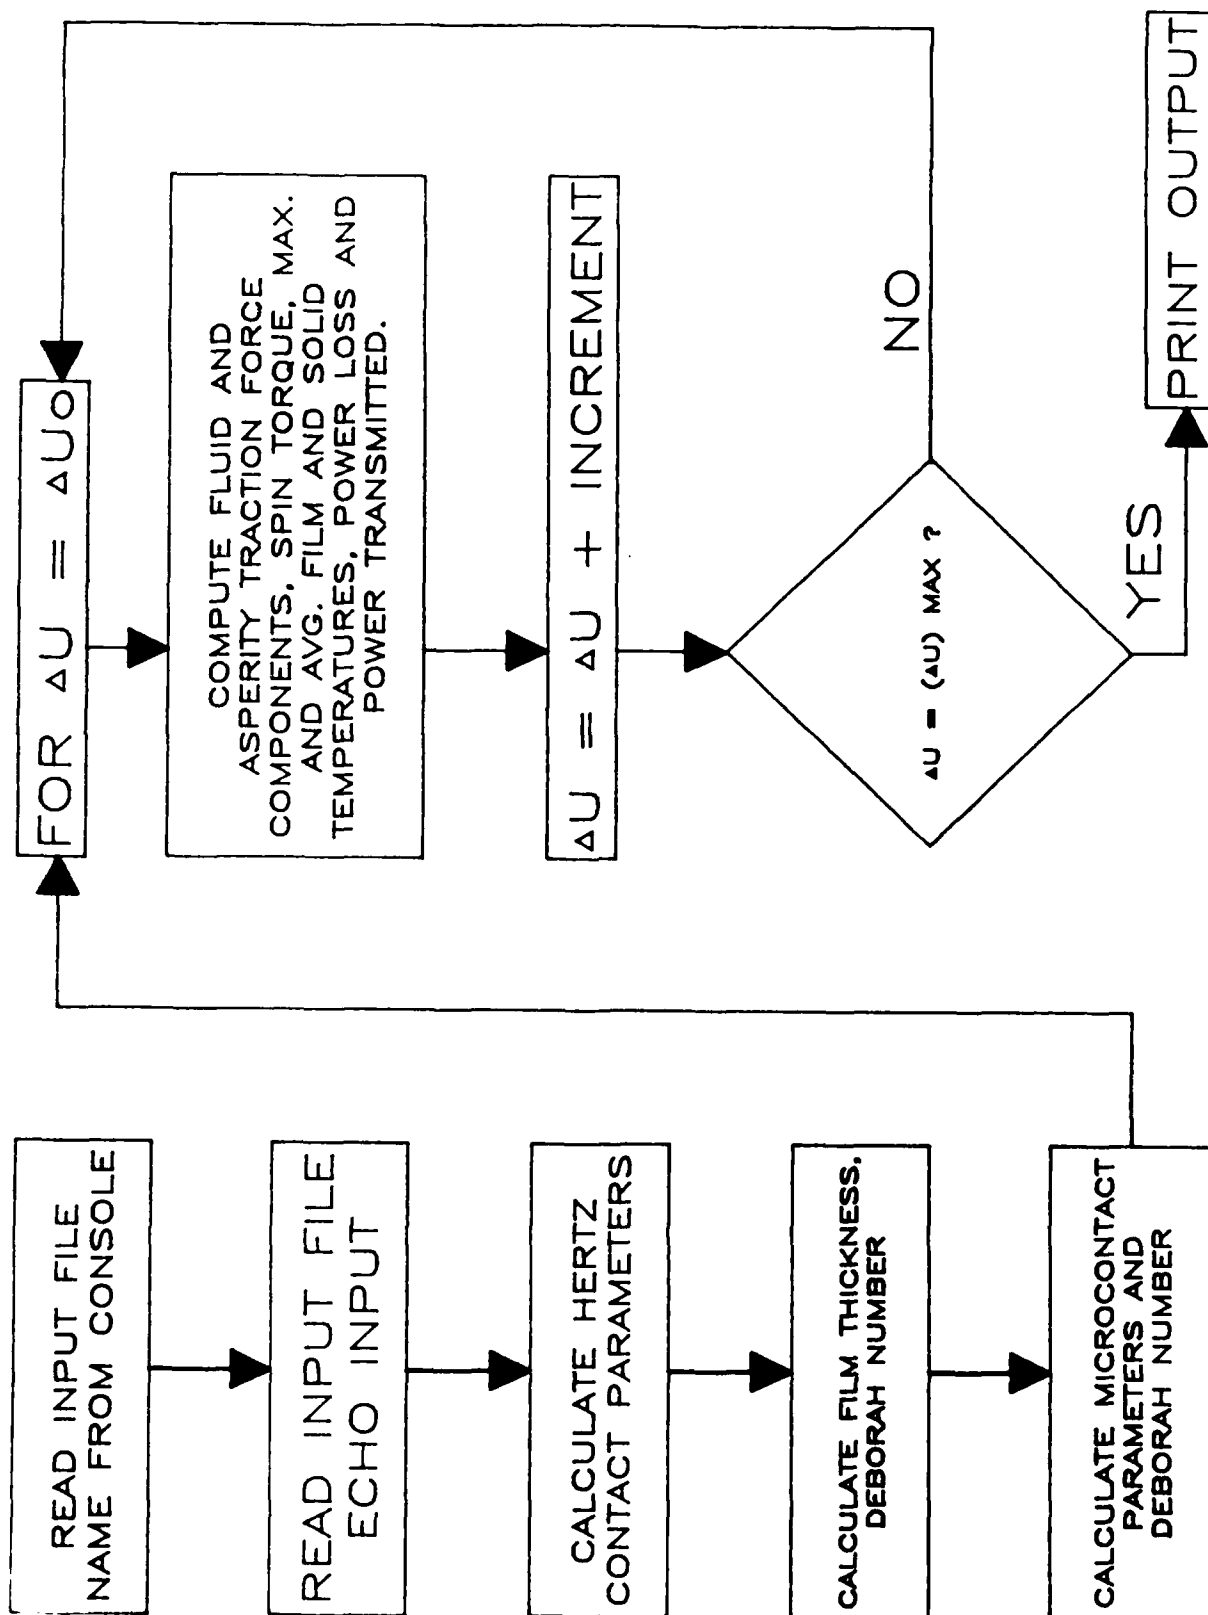 READ INPUT FILE
NAME FROM CONSOLE
READ INPUT FILE
ECHO INPUT
CALCULATE HERTZ
CONTACT PARAMETERS
CALCULATE FILM THICKNESS,
DEBORAH NUMBER
CALCULATE MICROCONTACT
PARAMETERS AND
DEBORAH NUMBER
FOR ΔU = ΔUo
COMPUTE FLUID AND
ASPERITY TRACTION FORCE
COMPONENTS, SPIN TORQUE, MAX.
AND AVG. FILM AND SOLID
TEMPERATURES, POWER LOSS AND
POWER TRANSMITTED.
ΔU = ΔU + INCREMENT
ΔU = (ΔU) MAX ?
NO
YES
PRINT OUTPUT